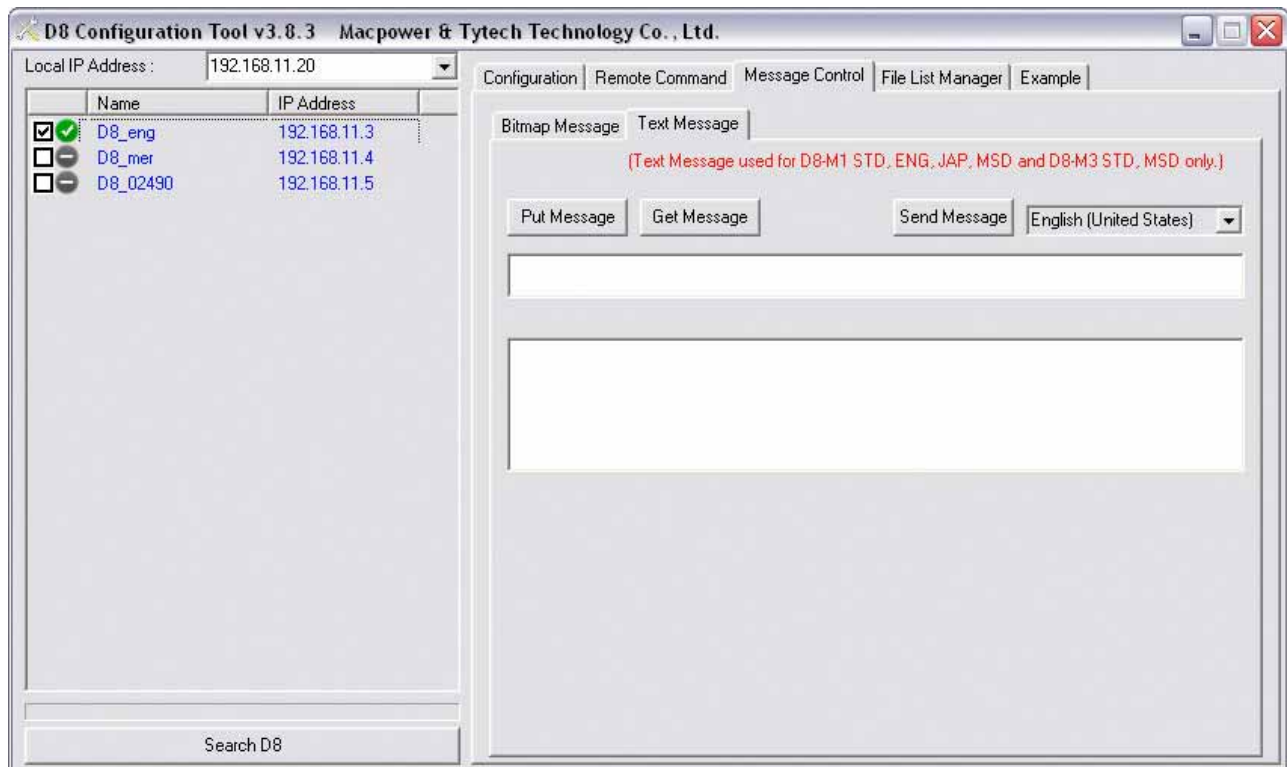 D8 Configuration Tool v3.8.3 Macpower & Tytech Technology Co., Ltd.
Local IP Address : 192.168.11.20
Name IP Address
D8_eng 192.168.11.3
D8_mer 192.168.11.4
D8_02490 192.168.11.5
Search D8
Configuration Remote Command Message Control File List Manager Example
Bitmap Message Text Message
(Text Message used for D8-M1 STD, ENG, JAP, MSD and D8-M3 STD, MSD only.)
Put Message Get Message Send Message English (United States)